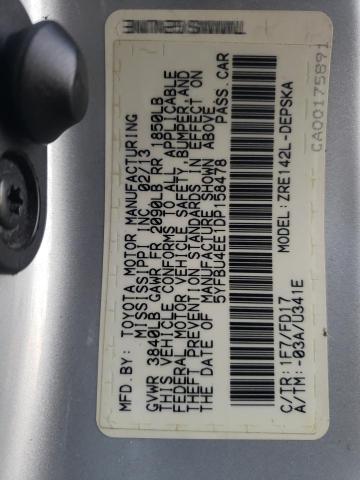 MFD.BY: TOYOTA MOTOR MANUFACTURING
MISSISSIPPI INC 02/13
GVWR 3840LB GAWR FR 2090LB RR 1850LB
THIS VEHICLE CONFORMS TO ALL APPLICABLE
FEDERAL MOTOR VEHICLE SAFETY BUMPER AND
THEFT PREVENTION STANDARDS IN EFFECT ON
THE DATE OF MANUFACTURE SHOWN ABOVE
5YFBU4EE1DP158478 PASS.CAR
C/TR: 1F7/FD17 MODEL: ZRE142L-DEPSKA
A/TM: -03A/U341E
CA00175891